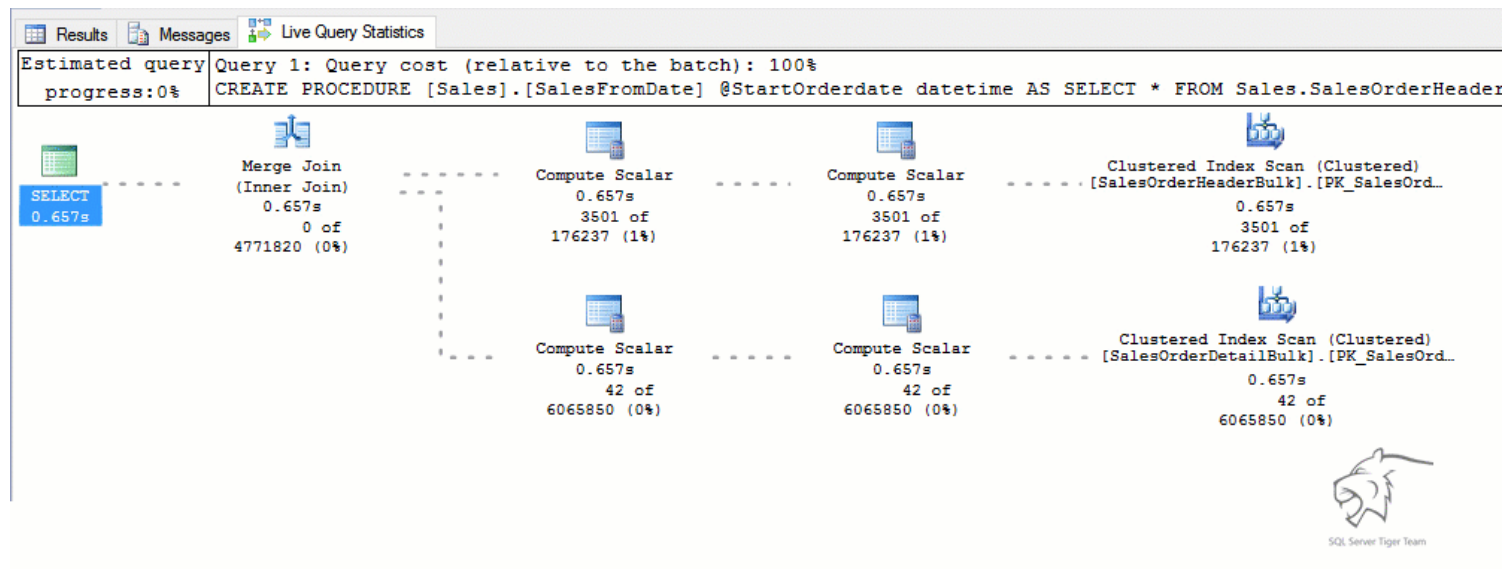 Results Messages Live Query Statistics
Estimated query
progress:0%
Query 1: Query cost (relative to the batch): 100%
CREATE PROCEDURE [Sales].[SalesFromDate] @StartOrderdate datetime AS SELECT * FROM Sales.SalesOrderHeader
SELECT
0.657s
Merge Join
(Inner Join)
0.657s
0 of
4771820 (0%)
Compute Scalar
0.657s
3501 of
176237 (1%)
Compute Scalar
0.657s
3501 of
176237 (1%)
Clustered Index Scan (Clustered)
[SalesOrderHeaderBulk].[PK_SalesOrd…
0.657s
3501 of
176237 (1%)
Compute Scalar
0.657s
42 of
6065850 (0%)
Compute Scalar
0.657s
42 of
6065850 (0%)
Clustered Index Scan (Clustered)
[SalesOrderDetailBulk].[PK_SalesOrd…
0.657s
42 of
6065850 (0%)
SQL Server Tiger Team